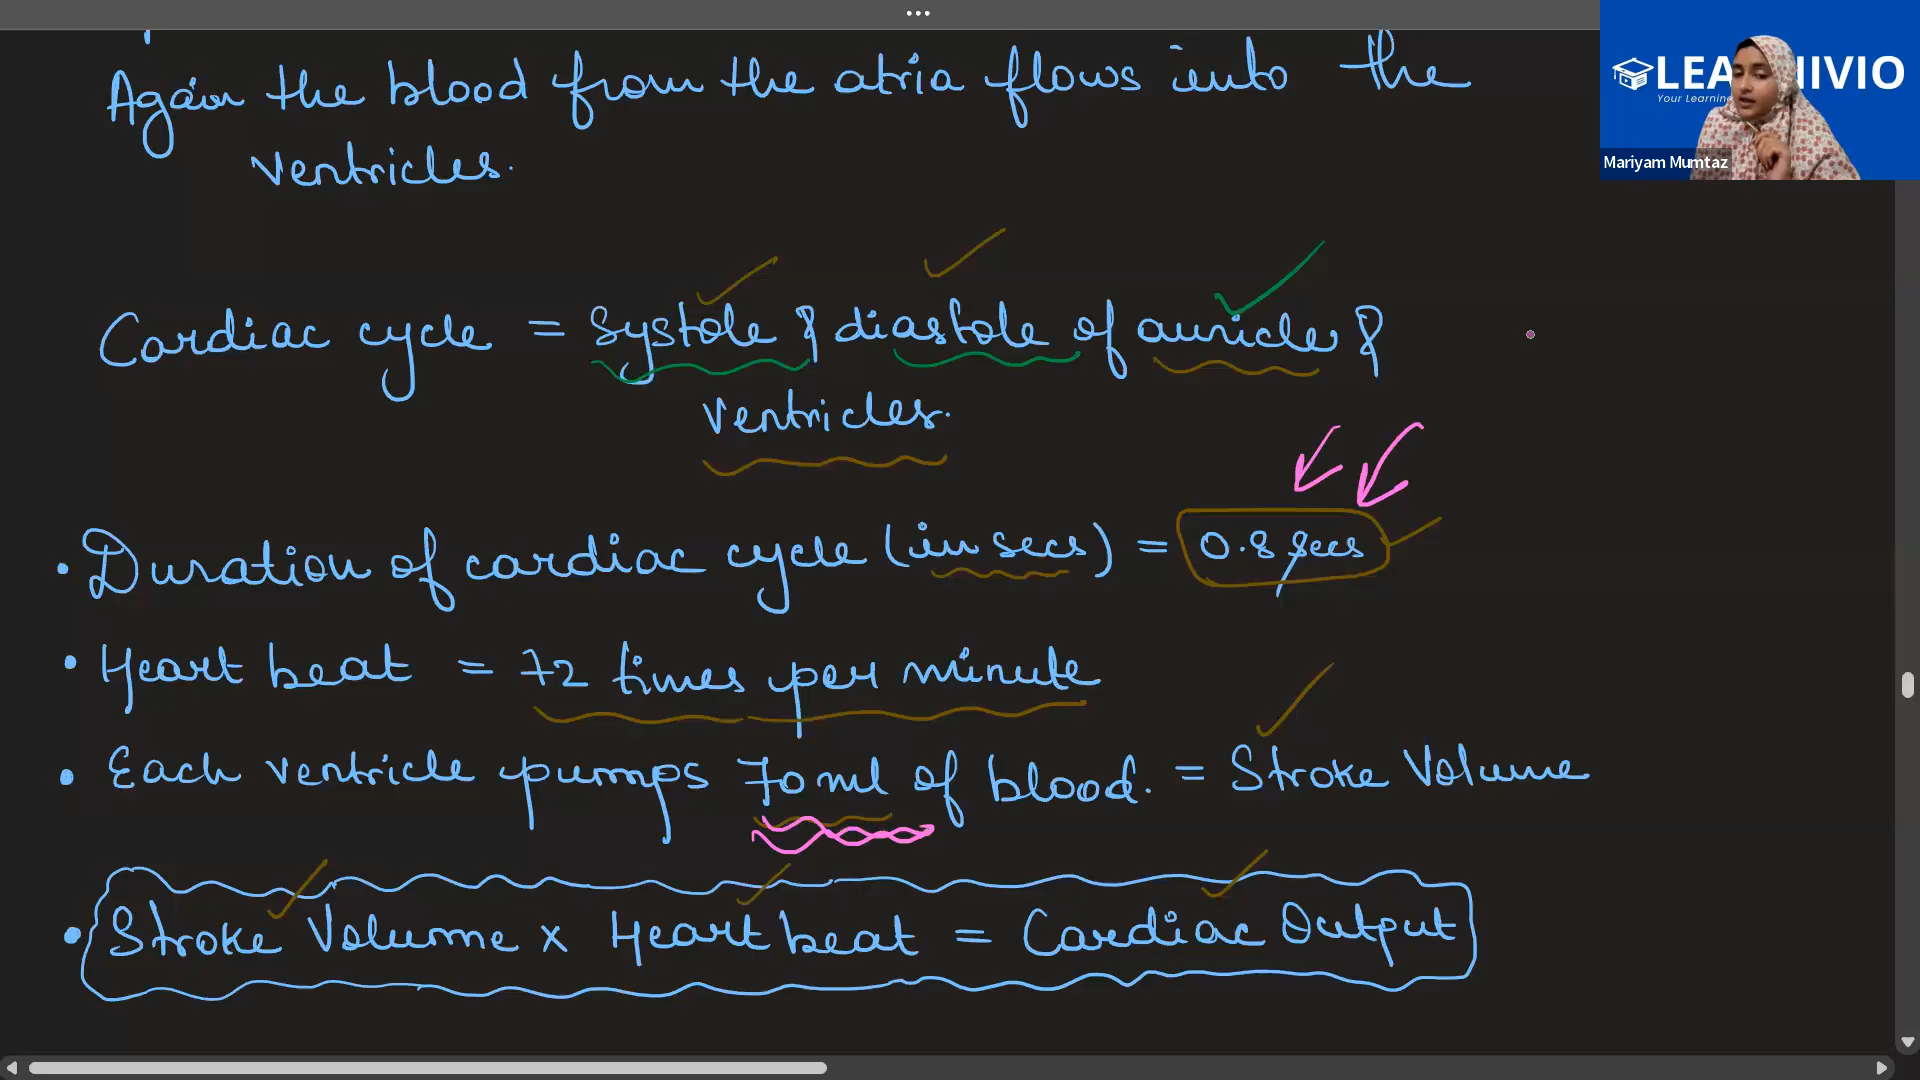 Again the blood from the atria flows into the
ventricles.
LEA NIVIO
Your Learnin
Mariyam Mumtaz
Cardiac cycle = systole & diastole of auricles &
ventricles.
• Duration of cardiac cycle (in secs) = 0.8 secs
• Heart beat = 72 times per minute
• Each ventricle pumps 70 ml of blood. = Stroke Volume
• Stroke Volume x Heart beat = Cardiac Output